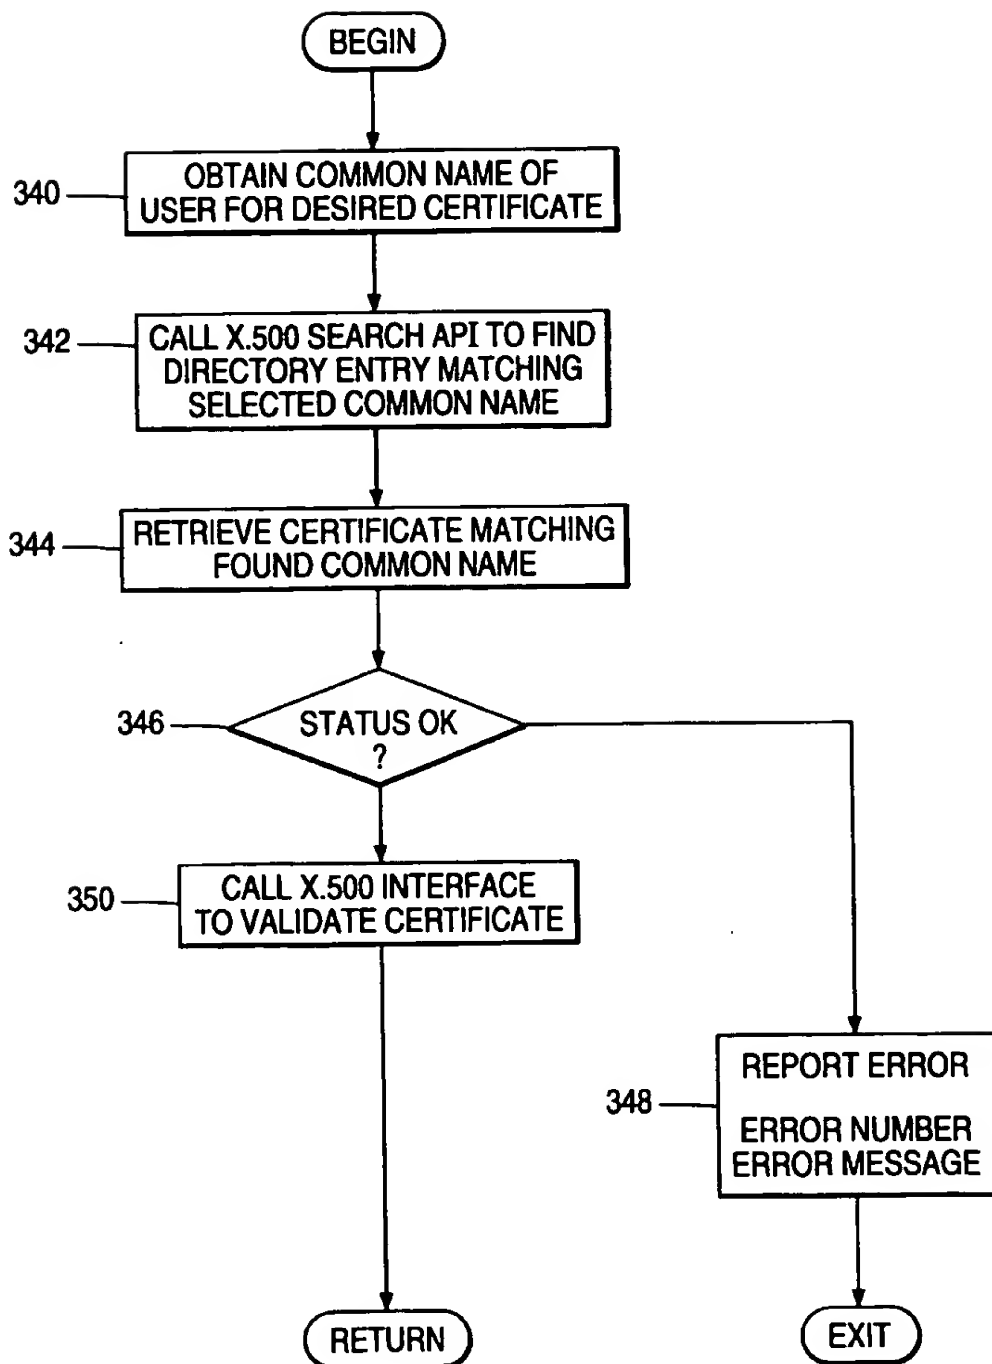 BEGIN
340
OBTAIN COMMON NAME OF
USER FOR DESIRED CERTIFICATE
342
CALL X.500 SEARCH API TO FIND
DIRECTORY ENTRY MATCHING
SELECTED COMMON NAME
344
RETRIEVE CERTIFICATE MATCHING
FOUND COMMON NAME
346
STATUS OK
?
350
CALL X.500 INTERFACE
TO VALIDATE CERTIFICATE
348
REPORT ERROR
ERROR NUMBER
ERROR MESSAGE
RETURN
EXIT